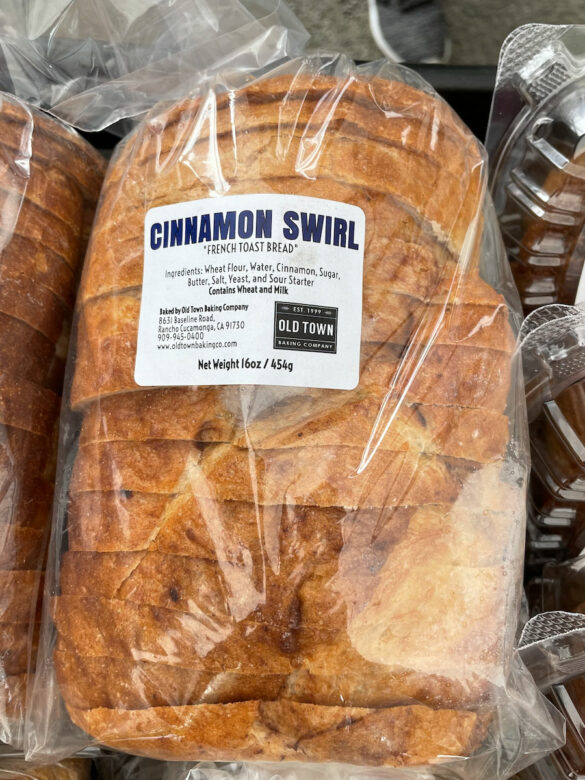 CINNAMON SWIRL
"FRENCH TOAST BREAD"
Ingredients: Wheat Flour, Water, Cinnamon, Sugar,
Butter, Salt, Yeast, and Sour Starter
Contains Wheat and Milk
Baked by Old Town Baking Company
8631 Baseline Road,
Rancho Cucamonga, CA 91730
909-945-0400
www.oldtownbakingco.com
EST. 1999
OLD TOWN
BAKING COMPANY
Net Weight 16oz / 454g